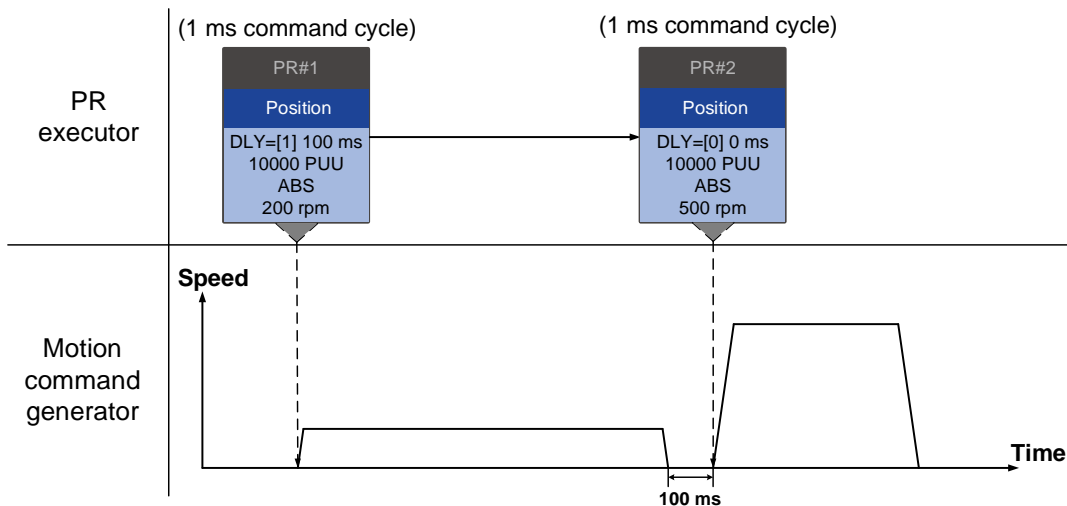 (1 ms command cycle)
(1 ms command cycle)
PR
executor
PR#1
Position
DLY=[1] 100 ms
10000 PUU
ABS
200 rpm
PR#2
Position
DLY=[0] 0 ms
10000 PUU
ABS
500 rpm
Motion
command
generator
Speed
Time
100 ms